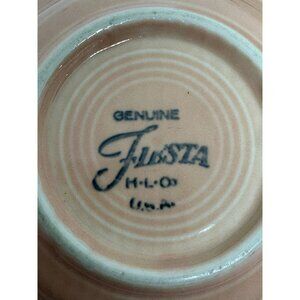 GENUINE
Fiesta
H·L·Co
U.S.A.